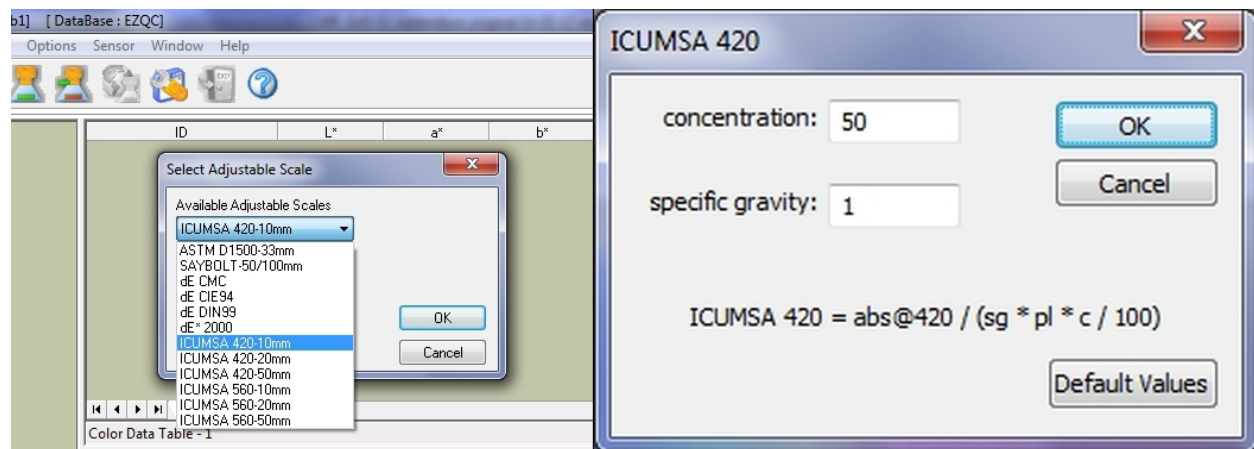 b1] [ DataBase : EZQC]
Options Sensor Window Help
ID L* a* b*
Select Adjustable Scale
Available Adjustable Scales
ICUMSA 420-10mm
ASTM D1500-33mm
SAYBOLT-50/100mm
dE CMC
dE CIE94
dE DIN99
dE* 2000
ICUMSA 420-10mm
ICUMSA 420-20mm
ICUMSA 420-50mm
ICUMSA 560-10mm
ICUMSA 560-20mm
ICUMSA 560-50mm
OK
Cancel
Color Data Table - 1
ICUMSA 420
concentration: 50
specific gravity: 1
OK
Cancel
ICUMSA 420 = abs@420 / (sg * pl * c / 100)
Default Values